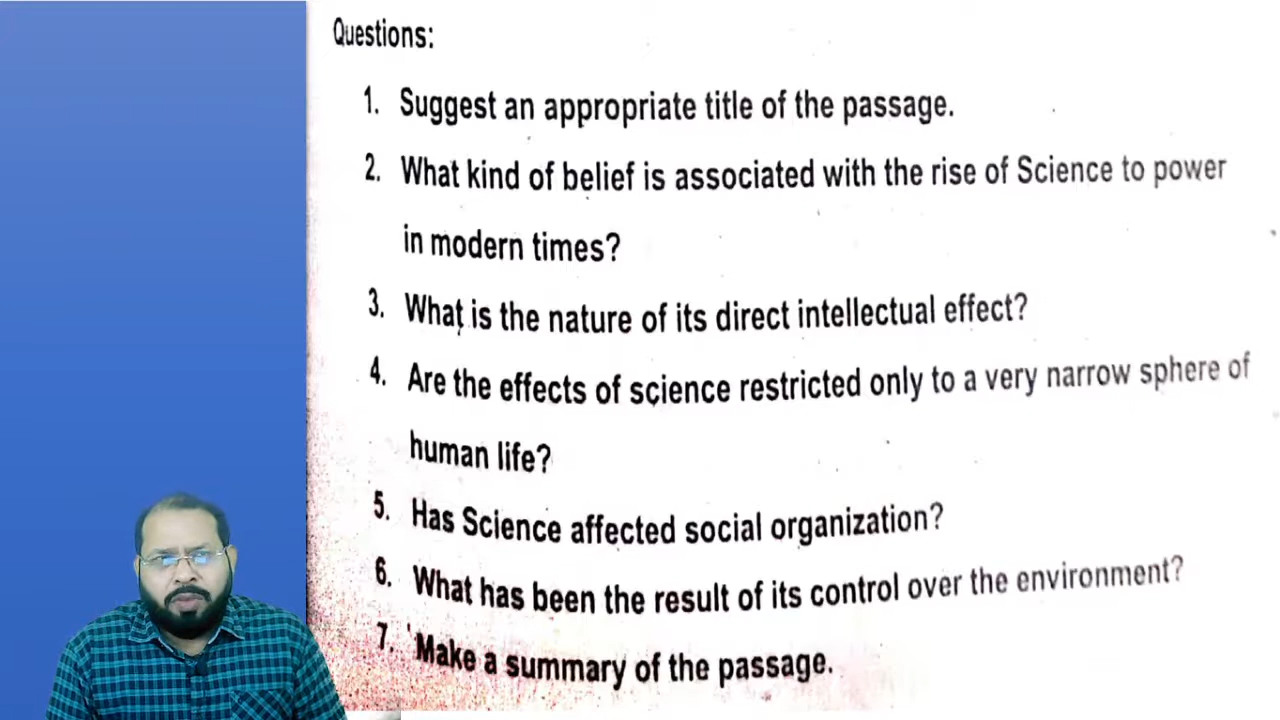 Questions:
1. Suggest an appropriate title of the passage.
2. What kind of belief is associated with the rise of Science to power
in modern times?
3. What is the nature of its direct intellectual effect?
4. Are the effects of science restricted only to a very narrow sphere of
human life?
5. Has Science affected social organization?
6. What has been the result of its control over the environment?
7. Make a summary of the passage.